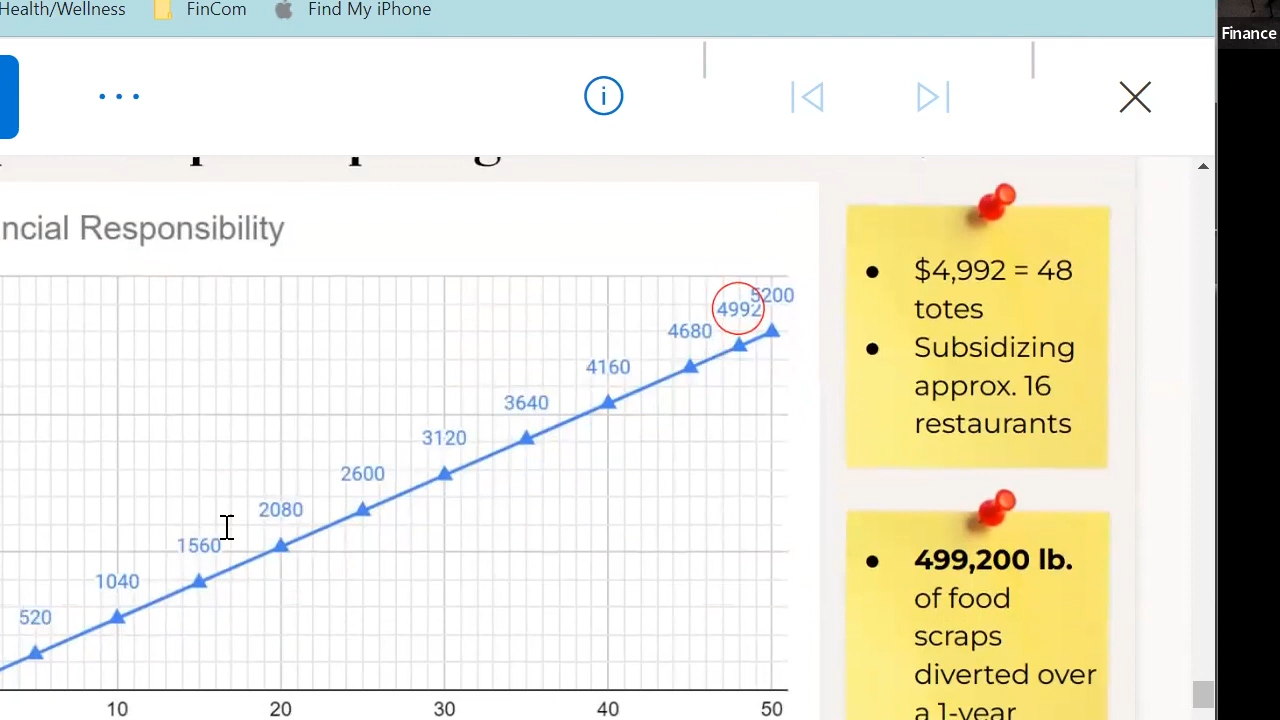 Health/Wellness FinCom Find My iPhone
Finance
ncial Responsibility
5200
4992
4680
4160
3640
3120
2600
2080
1560
1040
520
10 20 30 40 50
• $4,992 = 48
totes
• Subsidizing
approx. 16
restaurants
• 499,200 lb.
of food
scraps
diverted over
a 1-year